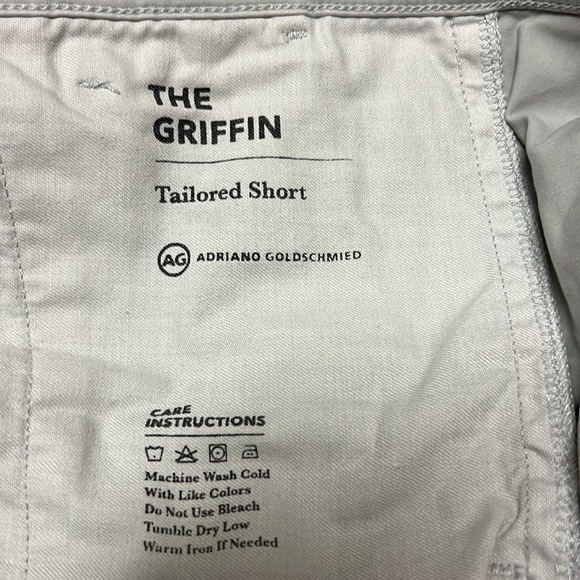 THE
GRIFFIN
Tailored Short
AG ADRIANO GOLDSCHMIED
CARE
INSTRUCTIONS
Machine Wash Cold
With Like Colors
Do Not Use Bleach
Tumble Dry Low
Warm Iron If Needed